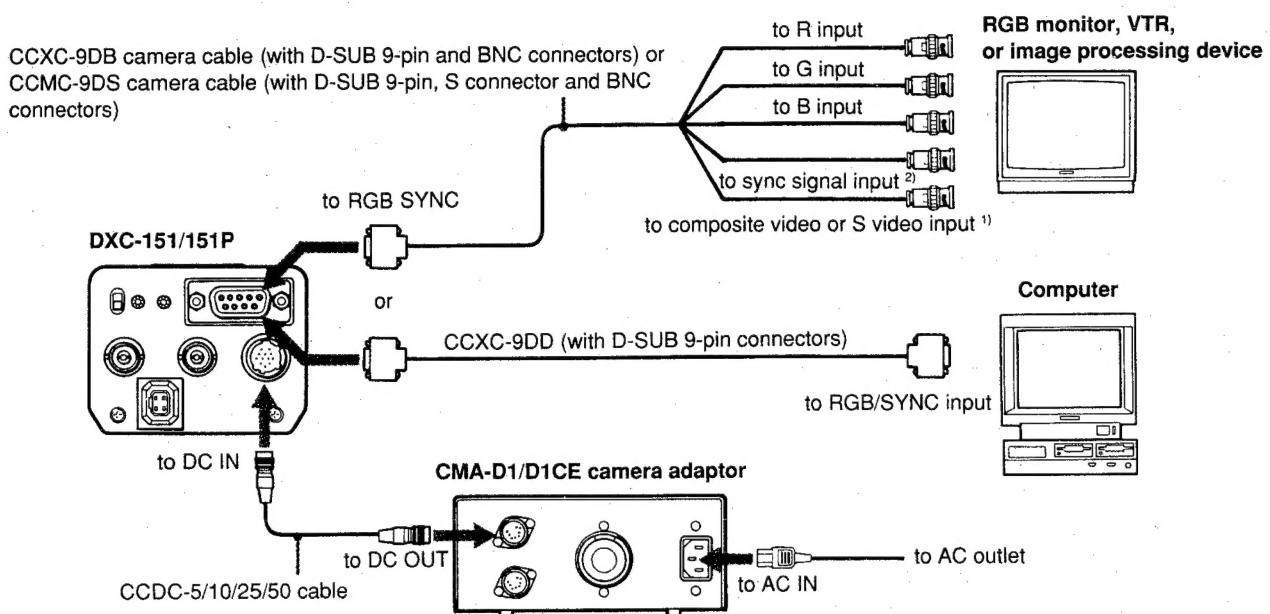 CCXC-9DB camera cable (with D-SUB 9-pin and BNC connectors) or
CCMC-9DS camera cable (with D-SUB 9-pin, S connector and BNC
connectors)
to R input
to G input
to B input
to sync signal input 2)
to composite video or S video input 1)
RGB monitor, VTR,
or image processing device
to RGB SYNC
DXC-151/151P
or
CCXC-9DD (with D-SUB 9-pin connectors)
Computer
to RGB/SYNC input
to DC IN
CMA-D1/D1CE camera adaptor
to DC OUT
CCDC-5/10/25/50 cable
to AC IN
to AC outlet